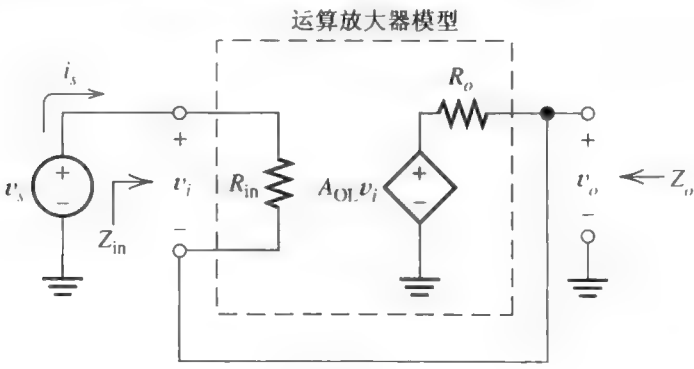 运算放大器模型
i_s
R_o
+
+
+
+
v_s
v_i
R_in
A_OL v_i
v_o
Z_o
−
−
Z_in
−
−